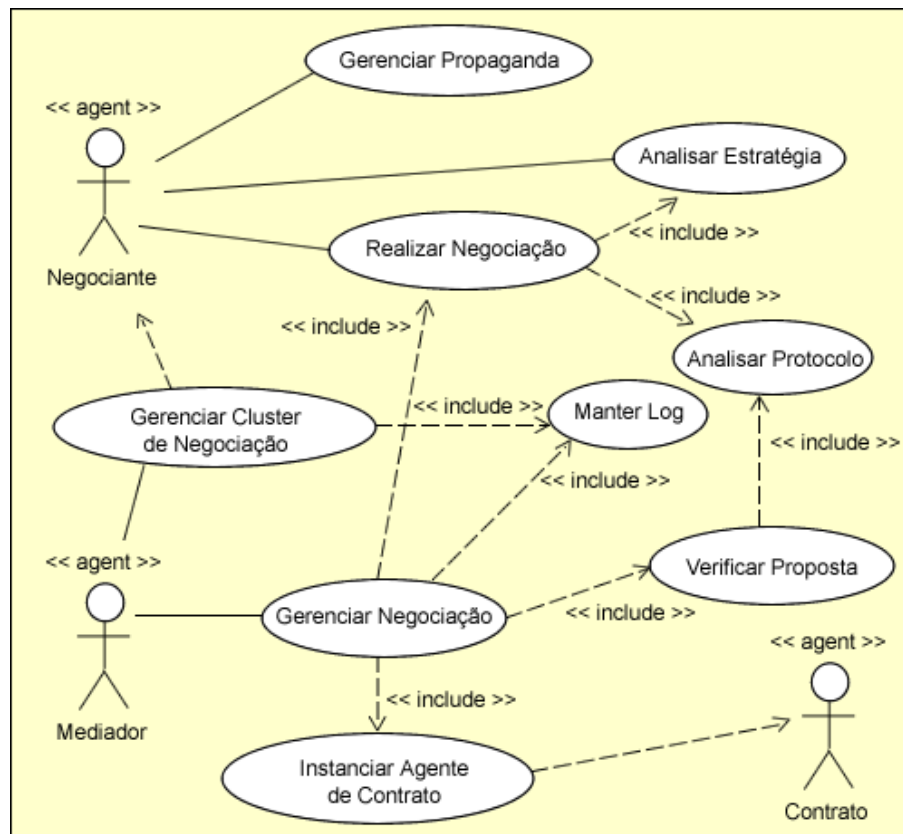 Gerenciar Propaganda
<< agent >>
Analisar Estratégia
<< include >>
Realizar Negociação
Negociante
<< include >>
<< include >>
Analisar Protocolo
Gerenciar Cluster
de Negociação
<< include >>
Manter Log
<< include >>
<< include >>
<< agent >>
Verificar Proposta
Gerenciar Negociação
<< include >>
<< agent >>
<< include >>
Mediador
Instanciar Agente
de Contrato
Contrato